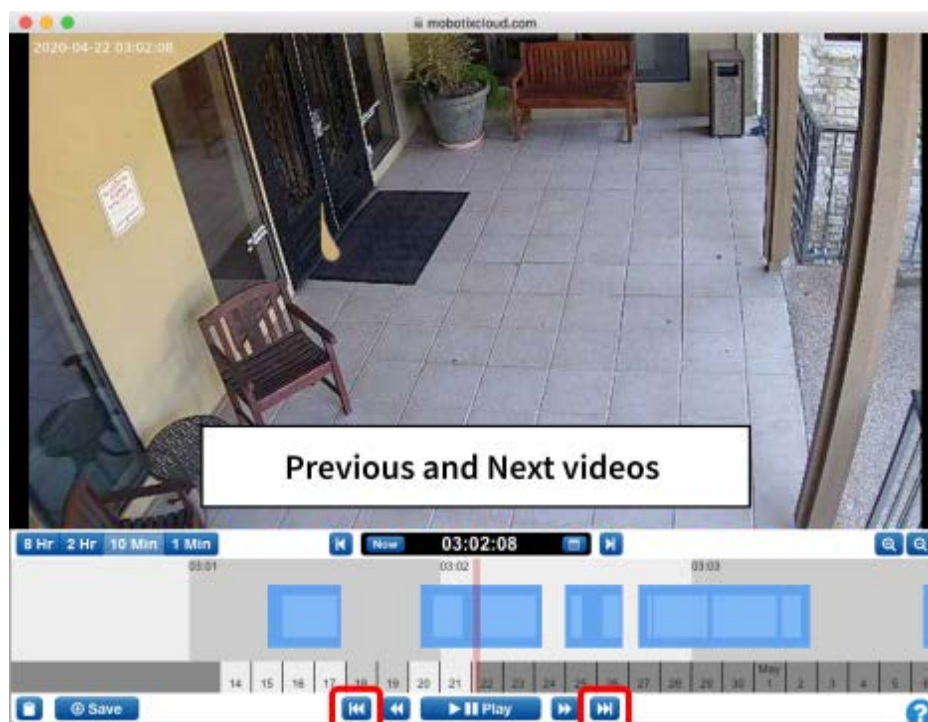 mobotixcloud.com
2020-04-22 03:02:08
Previous and Next videos
8 Hr 2 Hr 10 Min 1 Min
Now 03:02:08
03:01 03:02 03:03
May
14 15 16 17 18 19 20 21 22 23 24 25 26 27 28 29 30 1 2 3 4 5
Save
Play
?